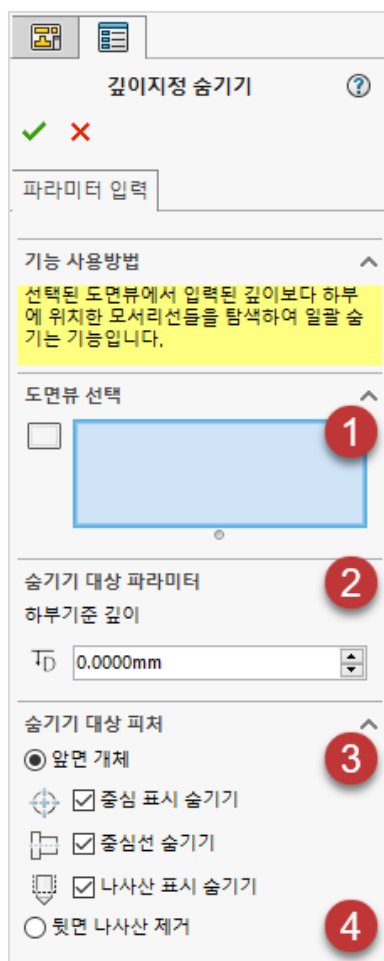 깊이지정 숨기기
파라미터 입력
기능 사용방법
선택된 도면뷰에서 입력된 깊이보다 하부
에 위치한 모서리선들을 탐색하여 일괄 숨
기는 기능입니다.
도면뷰 선택
1
숨기기 대상 파라미터
2
하부기준 깊이
D 0.0000mm
숨기기 대상 피처
앞면 개체
3
중심 표시 숨기기
중심선 숨기기
나사산 표시 숨기기
뒷면 나사산 제거
4